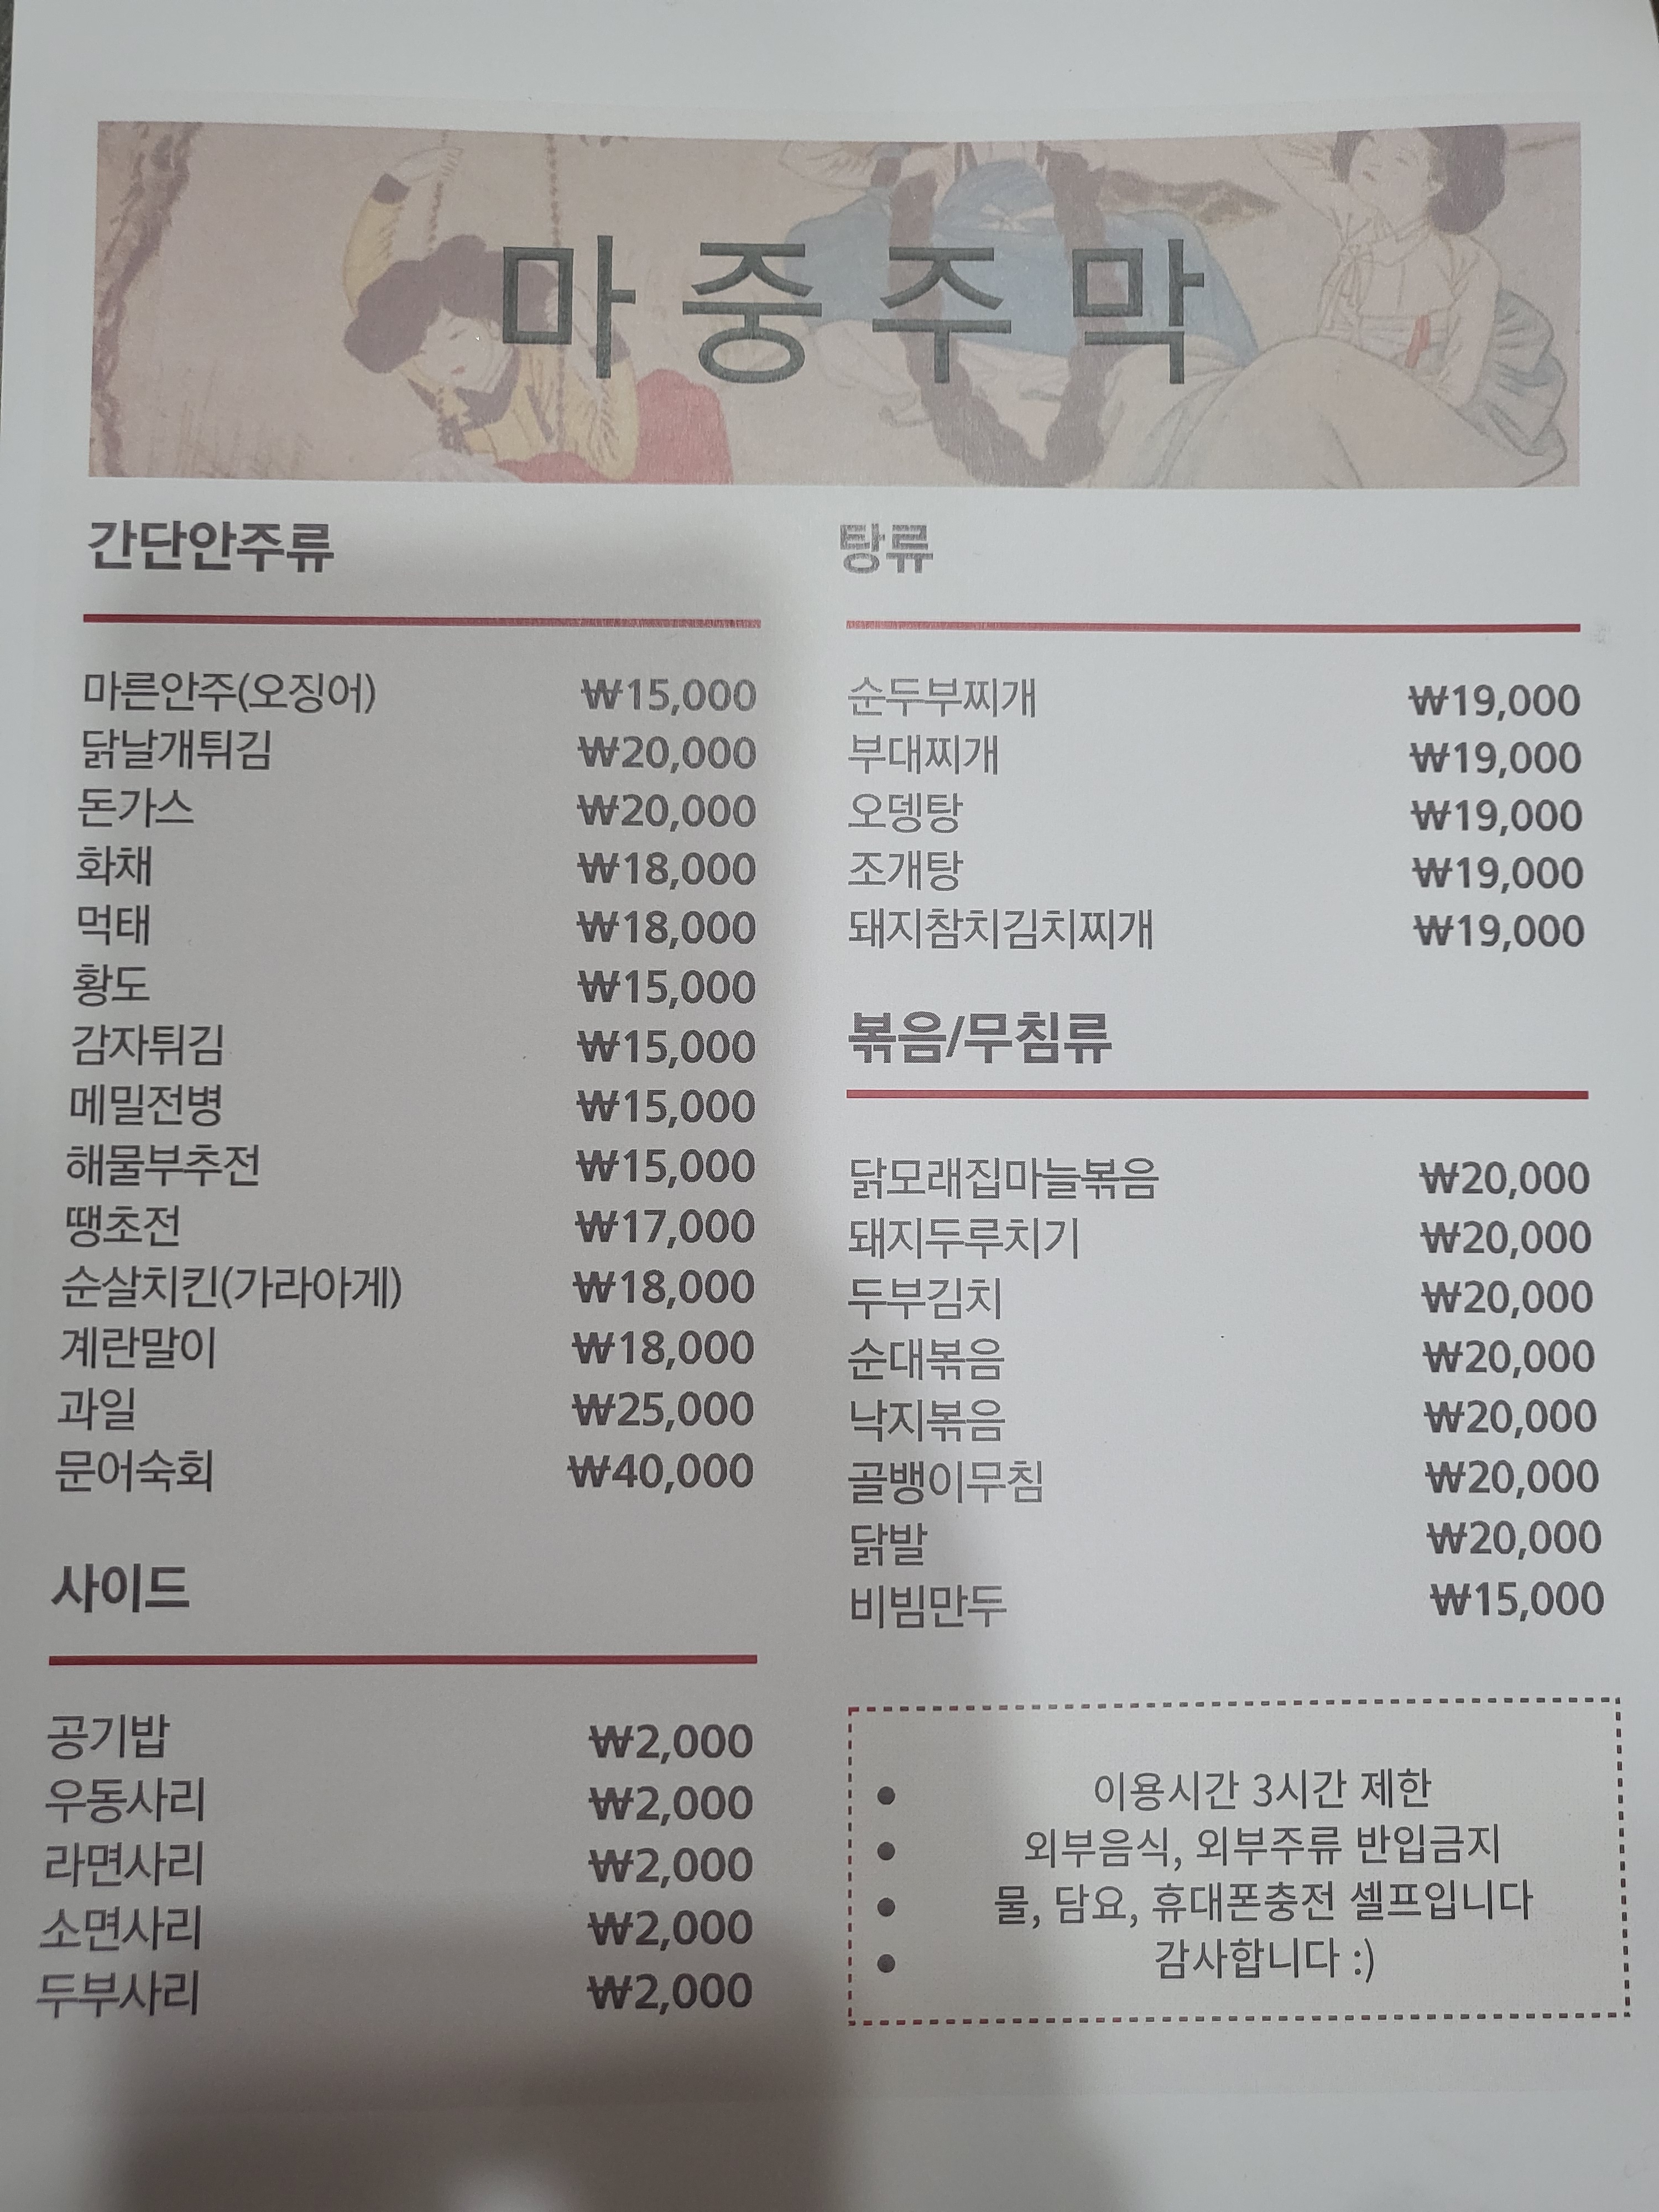 마중주막
간단안주류
마른안주(오징어) ₩15,000
닭날개튀김 ₩20,000
돈가스 ₩20,000
화채 ₩18,000
먹태 ₩18,000
황도 ₩15,000
감자튀김 ₩15,000
메밀전병 ₩15,000
해물부추전 ₩15,000
땡초전 ₩17,000
순살치킨(가라아게) ₩18,000
계란말이 ₩18,000
과일 ₩25,000
문어숙회 ₩40,000
사이드
공기밥 ₩2,000
우동사리 ₩2,000
라면사리 ₩2,000
소면사리 ₩2,000
두부사리 ₩2,000
탕류
순두부찌개 ₩19,000
부대찌개 ₩19,000
오뎅탕 ₩19,000
조개탕 ₩19,000
돼지참치김치찌개 ₩19,000
볶음/무침류
닭모래집마늘볶음 ₩20,000
돼지두루치기 ₩20,000
두부김치 ₩20,000
순대볶음 ₩20,000
낙지볶음 ₩20,000
골뱅이무침 ₩20,000
닭발 ₩20,000
비빔만두 ₩15,000
• 이용시간 3시간 제한
• 외부음식, 외부주류 반입금지
• 물, 담요, 휴대폰충전 셀프입니다
• 감사합니다 :)